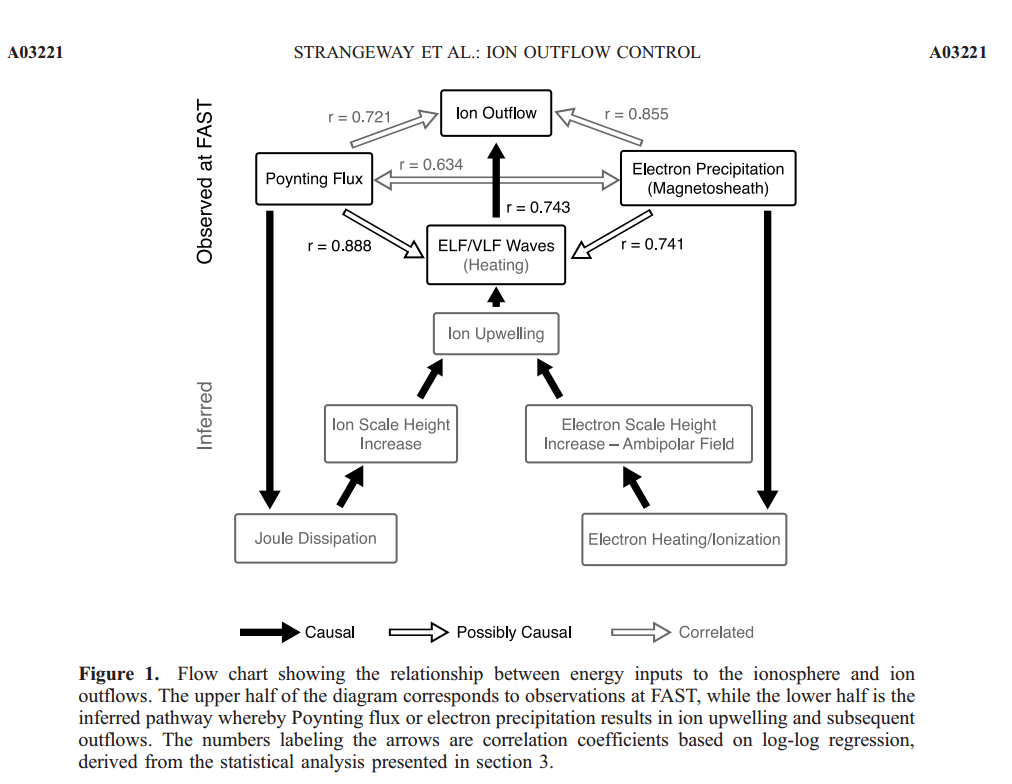 A03221
STRANGEWAY ET AL.: ION OUTFLOW CONTROL
A03221
Observed at FAST
Inferred
Ion Outflow
r = 0.721
r = 0.855
Poynting Flux
r = 0.634
Electron Precipitation
(Magnetosheath)
r = 0.743
r = 0.888
ELF/VLF Waves
(Heating)
r = 0.741
Ion Upwelling
Ion Scale Height
Increase
Electron Scale Height
Increase – Ambipolar Field
Joule Dissipation
Electron Heating/Ionization
Causal
Possibly Causal
Correlated
Figure 1. Flow chart showing the relationship between energy inputs to the ionosphere and ion
outflows. The upper half of the diagram corresponds to observations at FAST, while the lower half is the
inferred pathway whereby Poynting flux or electron precipitation results in ion upwelling and subsequent
outflows. The numbers labeling the arrows are correlation coefficients based on log-log regression,
derived from the statistical analysis presented in section 3.